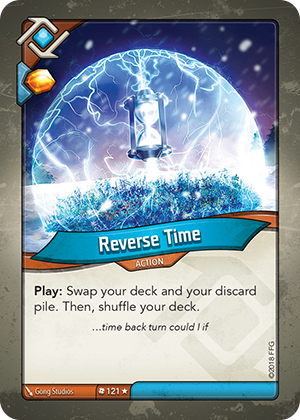 Reverse Time
ACTION
Play: Swap your deck and your discard
pile. Then, shuffle your deck.
…time back turn could I if
Gong Studios
121
©2018 FFG